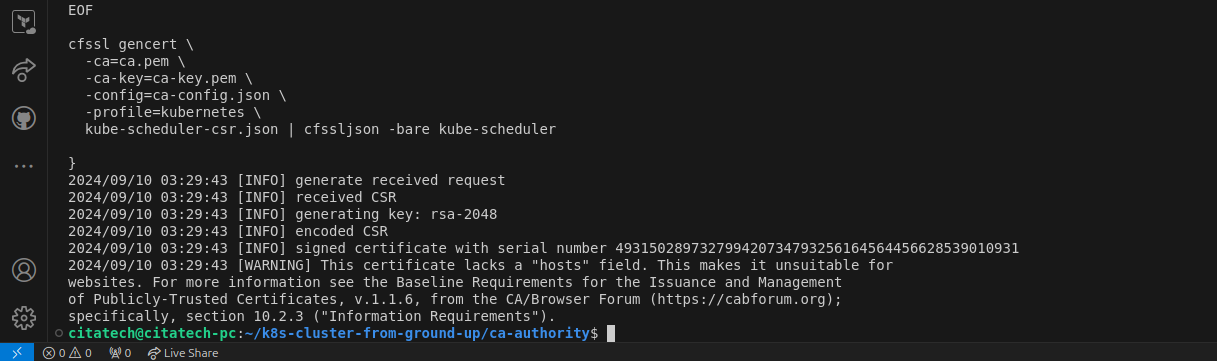 EOF
cfssl gencert \
-ca=ca.pem \
-ca-key=ca-key.pem \
-config=ca-config.json \
-profile=kubernetes \
kube-scheduler-csr.json | cfssljson -bare kube-scheduler
}
2024/09/10 03:29:43 [INFO] generate received request
2024/09/10 03:29:43 [INFO] received CSR
2024/09/10 03:29:43 [INFO] generating key: rsa-2048
2024/09/10 03:29:43 [INFO] encoded CSR
2024/09/10 03:29:43 [INFO] signed certificate with serial number 493150289732799420734793256164564456628539010931
2024/09/10 03:29:43 [WARNING] This certificate lacks a "hosts" field. This makes it unsuitable for
websites. For more information see the Baseline Requirements for the Issuance and Management
of Publicly-Trusted Certificates, v.1.1.6, from the CA/Browser Forum (https://cabforum.org);
specifically, section 10.2.3 ("Information Requirements").
citatech@citatech-pc:~/k8s-cluster-from-ground-up/ca-authority$
0 0 0 Live Share